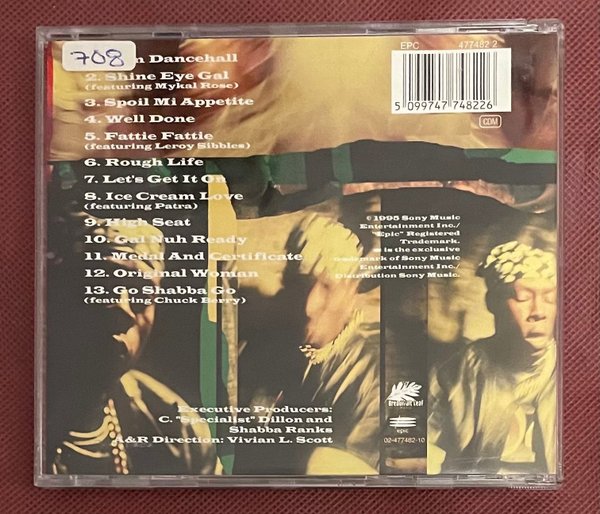 708
n Dancehall
2. Shine Eye Gal
(featuring Mykal Rose)
3. Spoil Mi Appetite
4. Well Done
5. Fattie Fattie
(featuring Leroy Sibbles)
6. Rough Life
7. Let's Get It On
8. Ice Cream Love
(featuring Patra)
9. High Seat
10. Gal Nuh Ready
11. Medal And Certificate
12. Original Woman
13. Go Shabba Go
(featuring Chuck Berry)
EPC 477482 2
5 099747 748226
CDM
℗ © 1995 Sony Music
Entertainment Inc./
"Epic" Registered
Trademark.
is the exclusive
trademark of Sony Music
Entertainment Inc./
Distribution Sony Music.
Executive Producers:
C. "Specialist" Dillon and
Shabba Ranks
A&R Direction: Vivian L. Scott
epic
02-477482-10